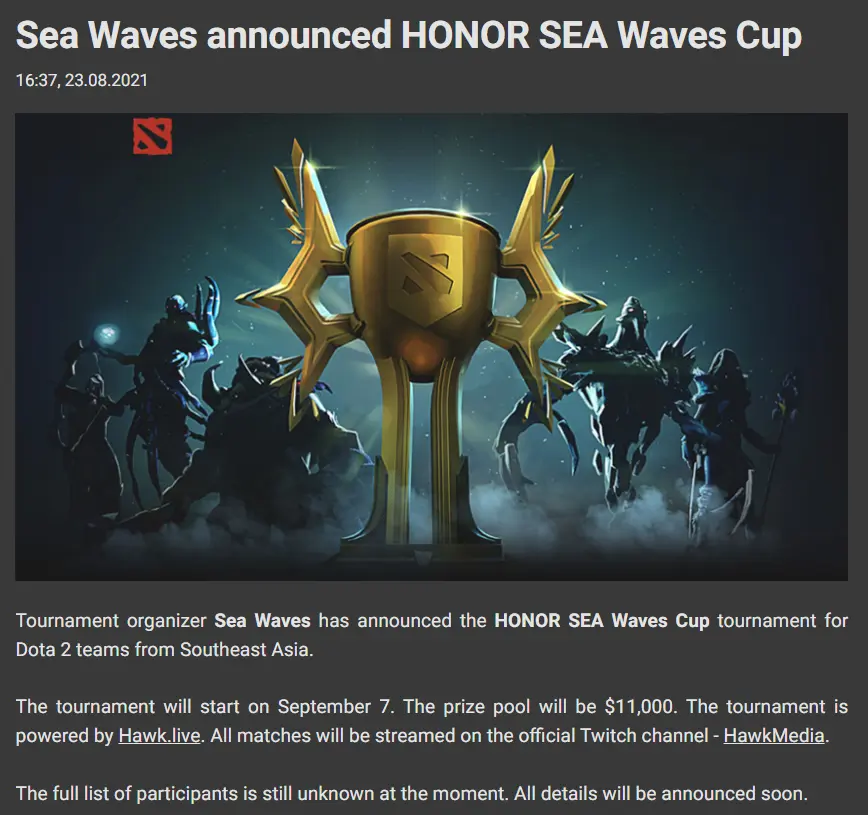 Sea Waves announced HONOR SEA Waves Cup
16:37, 23.08.2021
Tournament organizer Sea Waves has announced the HONOR SEA Waves Cup tournament for
Dota 2 teams from Southeast Asia.
The tournament will start on September 7. The prize pool will be $11,000. The tournament is
powered by Hawk.live. All matches will be streamed on the official Twitch channel - HawkMedia.
The full list of participants is still unknown at the moment. All details will be announced soon.